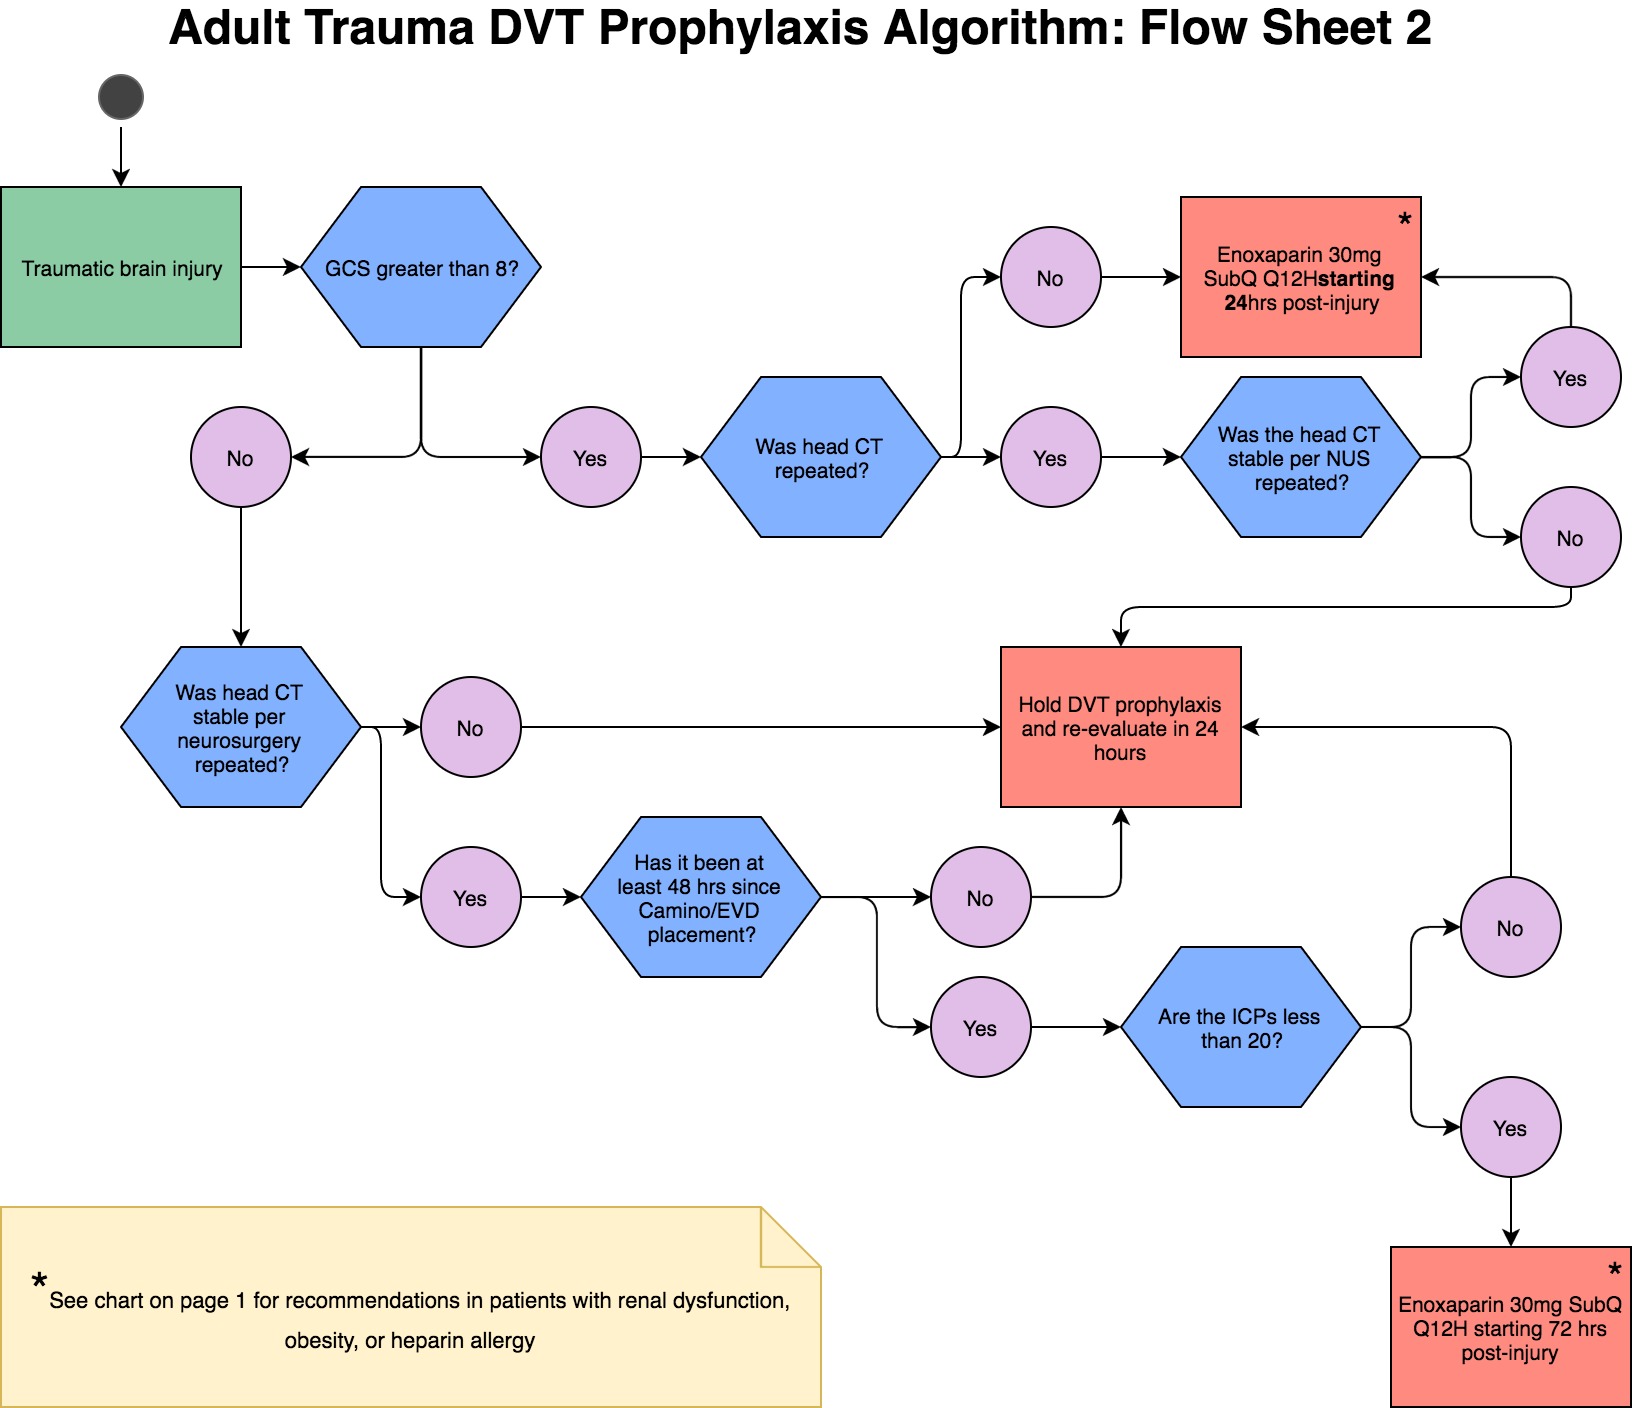 Adult Trauma DVT Prophylaxis Algorithm: Flow Sheet 2
Traumatic brain injury
GCS greater than 8?
No
Yes
Was head CT
repeated?
No
*
Enoxaparin 30mg
SubQ Q12Hstarting
24hrs post-injury
Yes
Was the head CT
stable per NUS
repeated?
Yes
No
Was head CT
stable per
neurosurgery
repeated?
No
Hold DVT prophylaxis
and re-evaluate in 24
hours
Yes
Has it been at
least 48 hrs since
Camino/EVD
placement?
No
Yes
Are the ICPs less
than 20?
No
Yes
*
Enoxaparin 30mg SubQ
Q12H starting 72 hrs
post-injury
*See chart on page 1 for recommendations in patients with renal dysfunction,
obesity, or heparin allergy